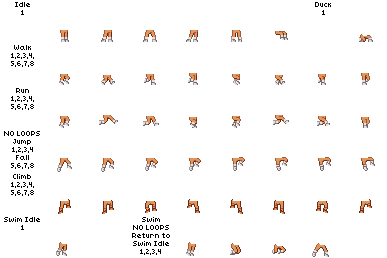 Idle
1
Duck
1
Walk
1,2,3,4,
5,6,7,8
Run
1,2,3,4,
5,6,7,8
NO LOOPS
Jump
1,2,3,4
Fall
5,6,7,8
Climb
1,2,3,4,
5,6,7,8
Swim Idle
1
Swim
NO LOOPS
Return to
Swim Idle
1,2,3,4